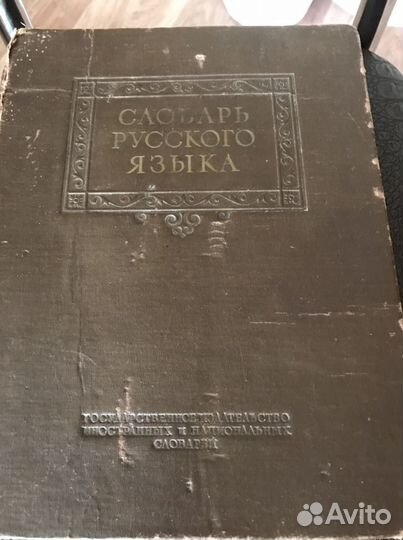 СЛОВАРЬ
РУССКОГО
ЯЗЫКА
ГОСУДАРСТВЕННОЕ ИЗДАТЕЛЬСТВО
ИНОСТРАННЫХ И НАЦИОНАЛЬНЫХ
СЛОВАРЕЙ
Avito